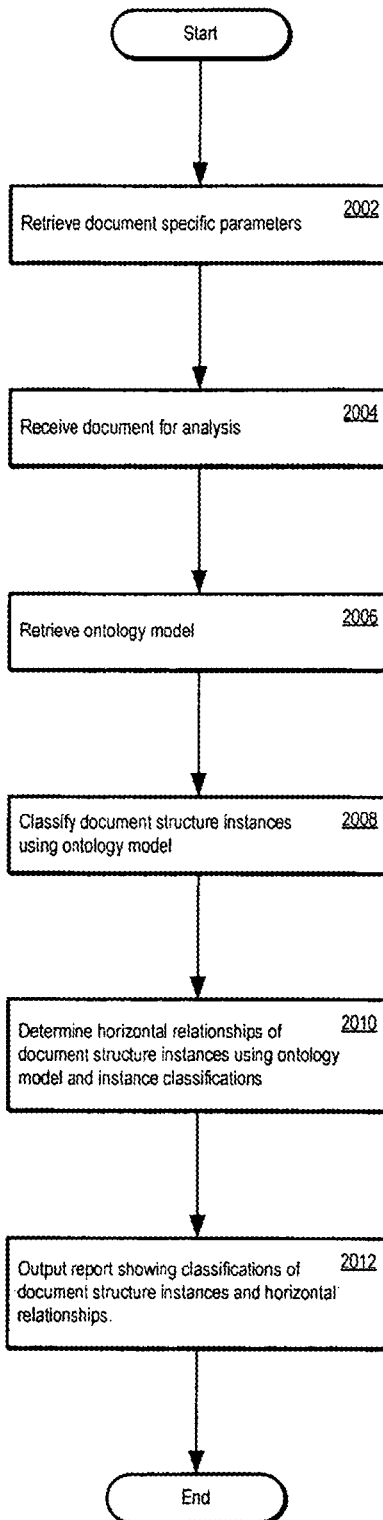 Start
2002
Retrieve document specific parameters
2004
Receive document for analysis
2006
Retrieve ontology model
Classify document structure instances 2008
using ontology model
Determine horizontal relationships of 2010
document structure instances using ontology
model and instance classifications
Output report showing classifications of 2012
document structure instances and horizontal
relationships.
End